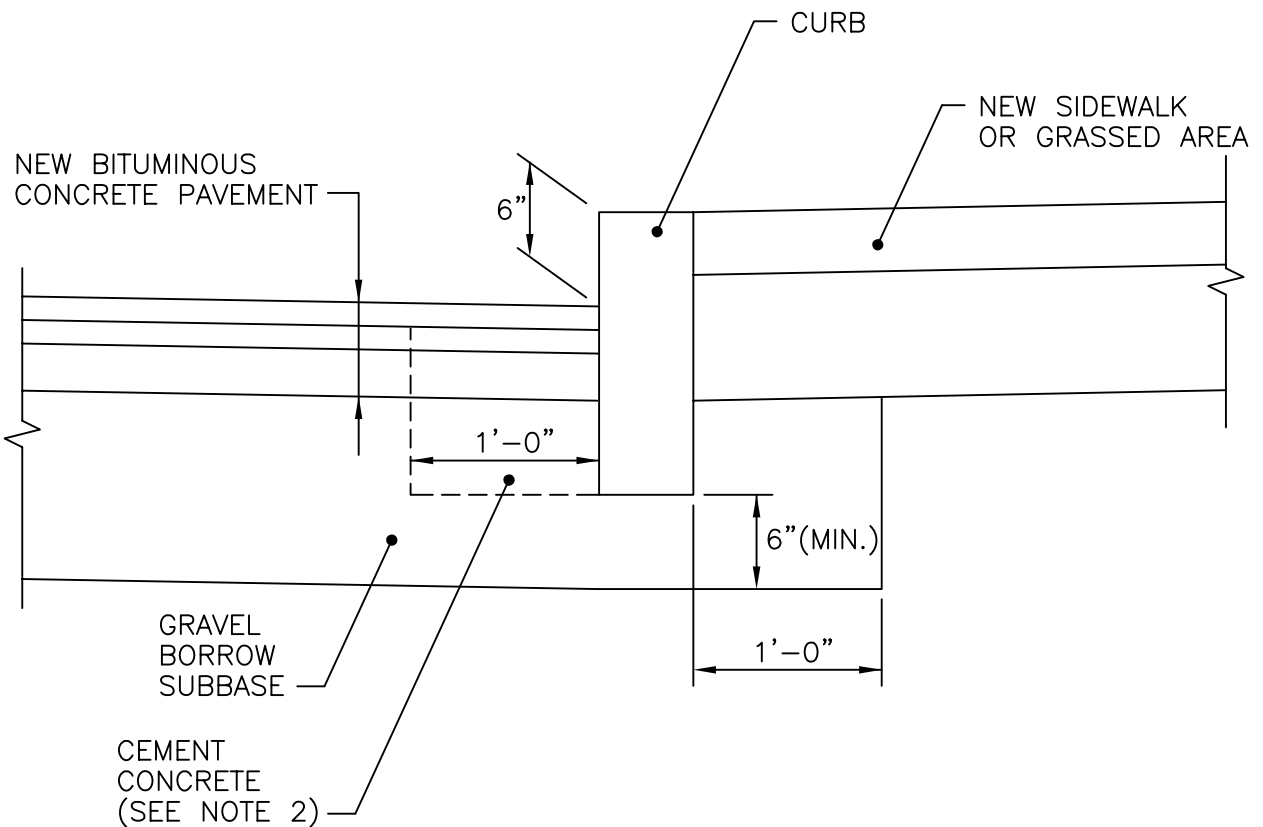 CURB
NEW SIDEWALK
OR GRASSED AREA
NEW BITUMINOUS
CONCRETE PAVEMENT
6”
1’–0”
6”(MIN.)
GRAVEL
BORROW
SUBBASE
1’–0”
CEMENT
CONCRETE
(SEE NOTE 2)